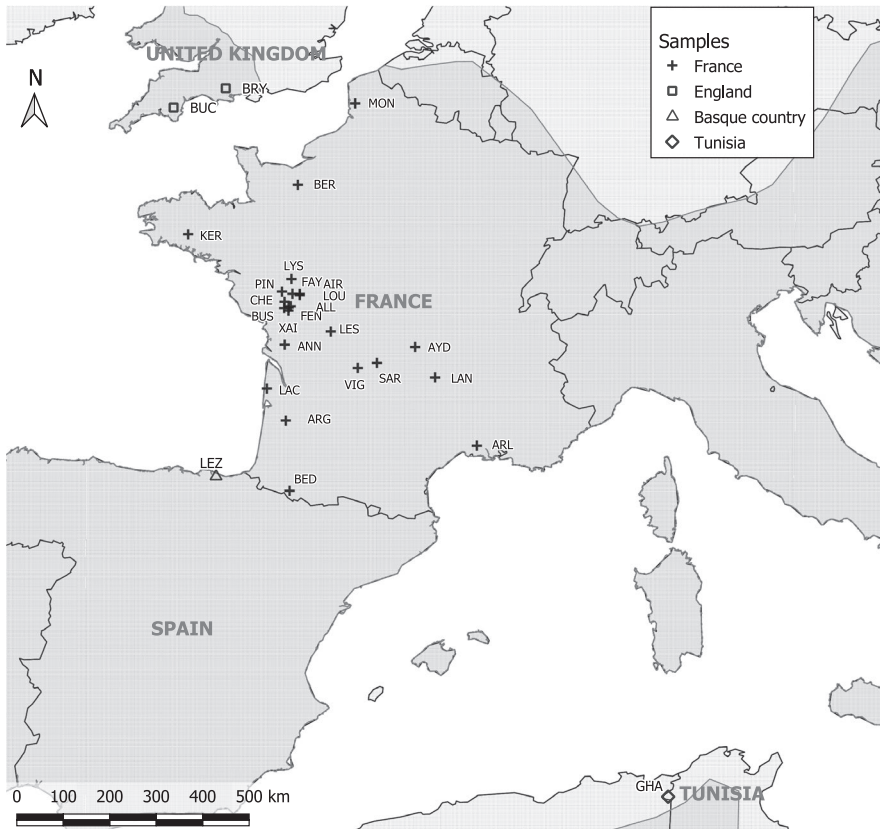 UNITED KINGDOM
Samples
France
England
Basque country
Tunisia
N
BRY
BUC
MON
BER
KER
LYS
PIN
FAY
AIR
LOU
CHE
FRANCE
ALL
BUS
FEN
XAI
LES
ANN
AYD
VIG
SAR
LAN
LAC
ARG
ARL
LEZ
BED
SPAIN
GHA
TUNISIA
0 100 200 300 400 500 km